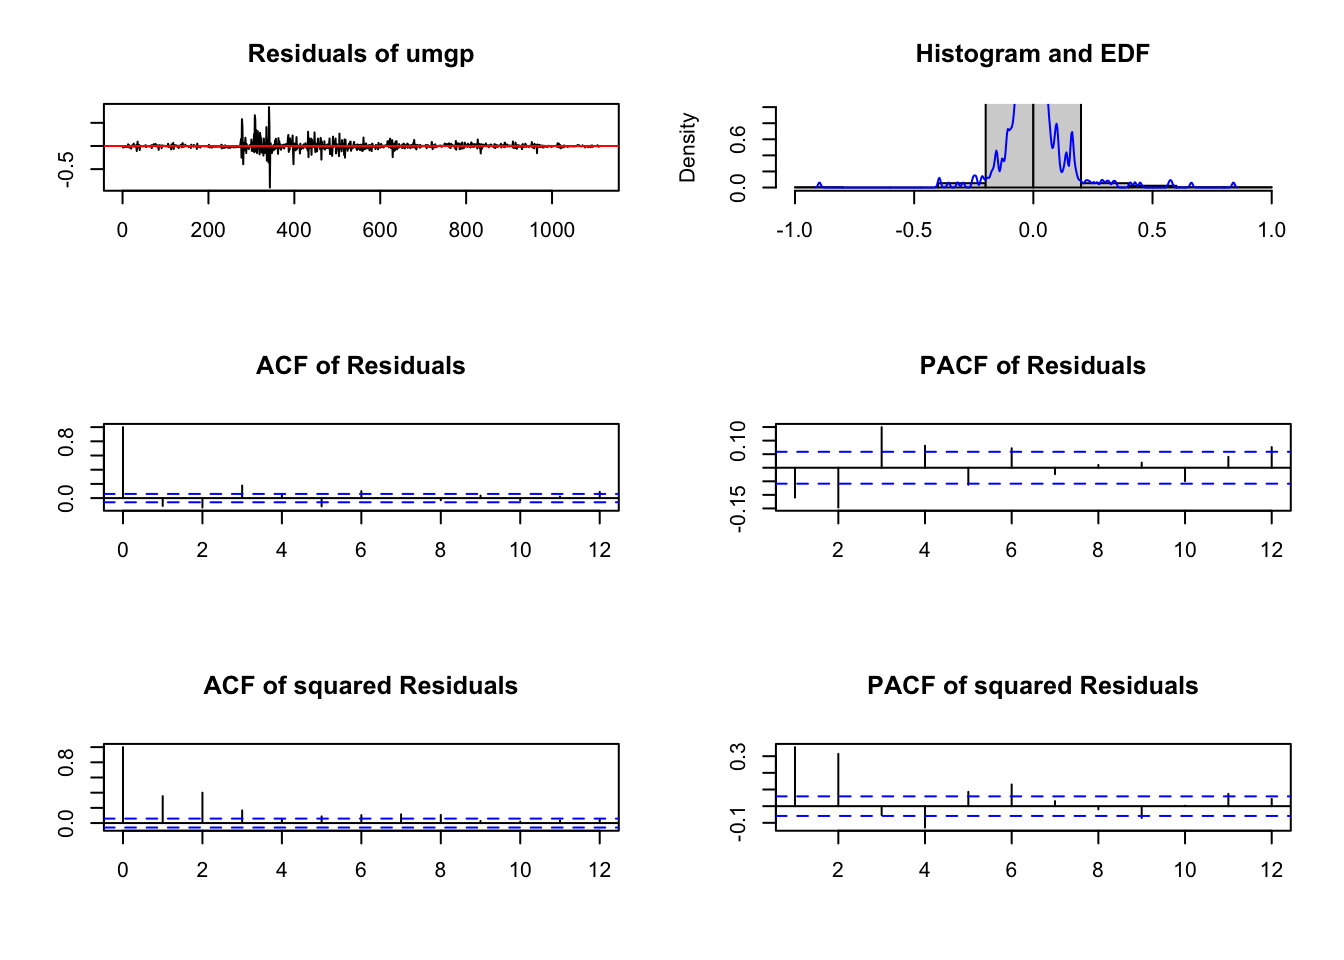 Residuals of umgp
-0.5
0 200 400 600 800 1000
Histogram and EDF
Density
0.0 0.6
-1.0 -0.5 0.0 0.5 1.0
ACF of Residuals
0.0 0.8
0 2 4 6 8 10 12
PACF of Residuals
-0.15 0.10
2 4 6 8 10 12
ACF of squared Residuals
0.0 0.8
0 2 4 6 8 10 12
PACF of squared Residuals
-0.1 0.3
2 4 6 8 10 12